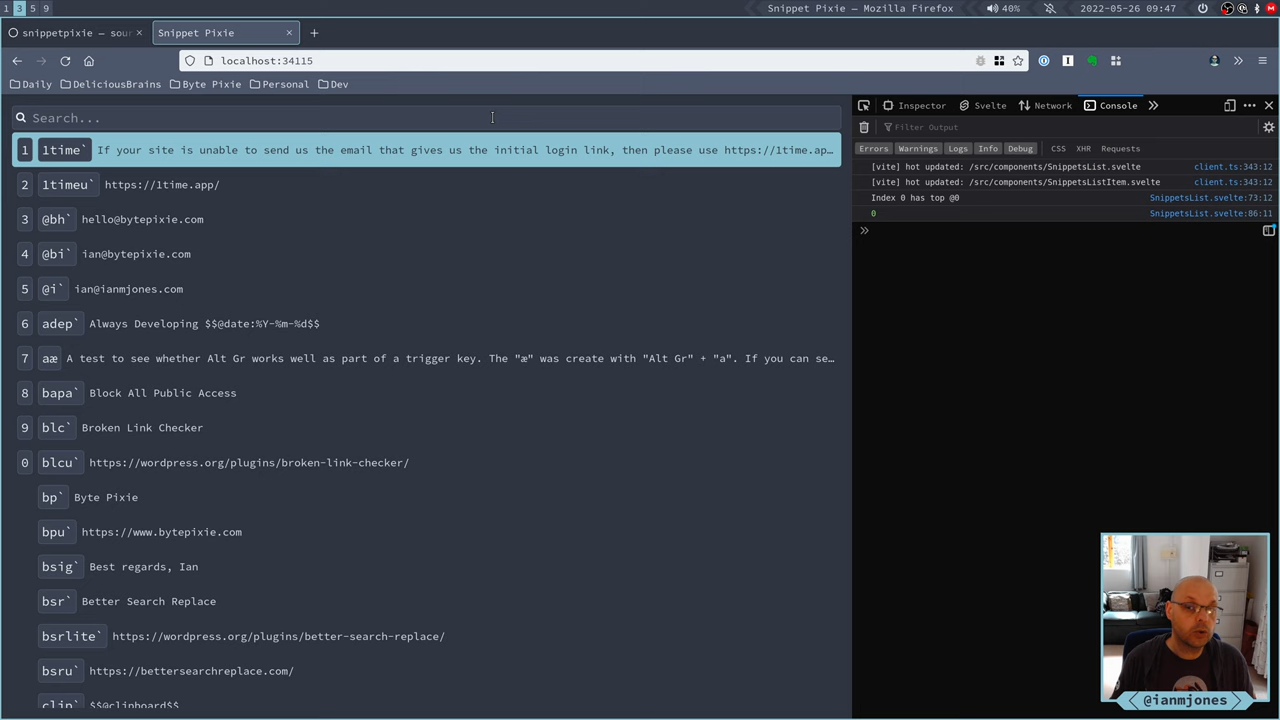 1 3 5 9
Snippet Pixie — Mozilla Firefox
40%
2022-05-26 09:47
snippetpixie — sour
Snippet Pixie
localhost:34115
Daily DeliciousBrains Byte Pixie Personal Dev
Search...
1 1time` If your site is unable to send us the email that gives us the initial login link, then please use https://1time.ap…
2 1timeu` https://1time.app/
3 @bh` hello@bytepixie.com
4 @bi` ian@bytepixie.com
5 @i` ian@ianmjones.com
6 adep` Always Developing $$@date:%Y-%m-%d$$
7 aæ A test to see whether Alt Gr works well as part of a trigger key. The "æ" was create with "Alt Gr" + "a". If you can se…
8 bapa` Block All Public Access
9 blc` Broken Link Checker
0 blcu` https://wordpress.org/plugins/broken-link-checker/
bp` Byte Pixie
bpu` https://www.bytepixie.com
bsig` Best regards, Ian
bsr` Better Search Replace
bsrlite` https://wordpress.org/plugins/better-search-replace/
bsru` https://bettersearchreplace.com/
clip` $$@clipboard$$
Inspector Svelte Network Console
Filter Output
Errors Warnings Logs Info Debug CSS XHR Requests
[vite] hot updated: /src/components/SnippetsList.svelte client.ts:343:12
[vite] hot updated: /src/components/SnippetsListItem.svelte client.ts:343:12
Index 0 has top @0 SnippetsList.svelte:73:12
0 SnippetsList.svelte:86:11
@ianmjones